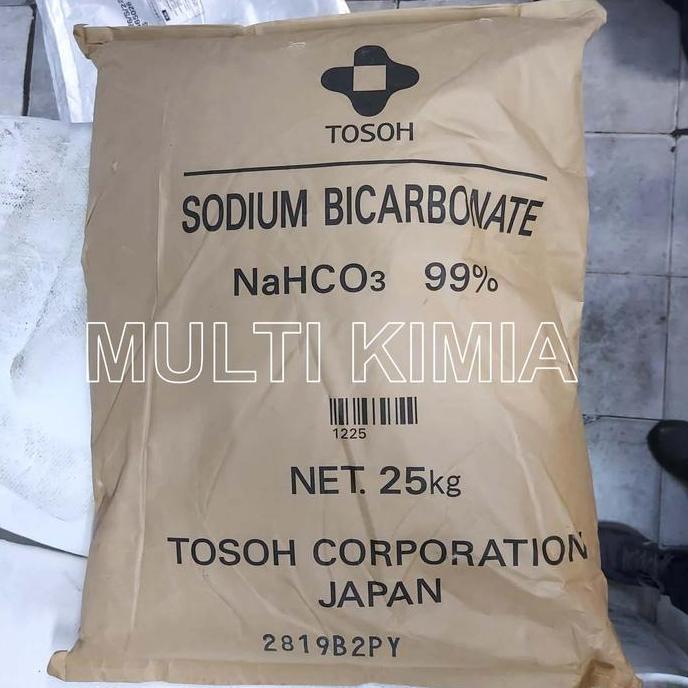 TOSOH
SODIUM BICARBONATE
NaHCO3 99%
MULTI KIMIA
1225
NET. 25kg
TOSOH CORPORATION
JAPAN
2819B2PY